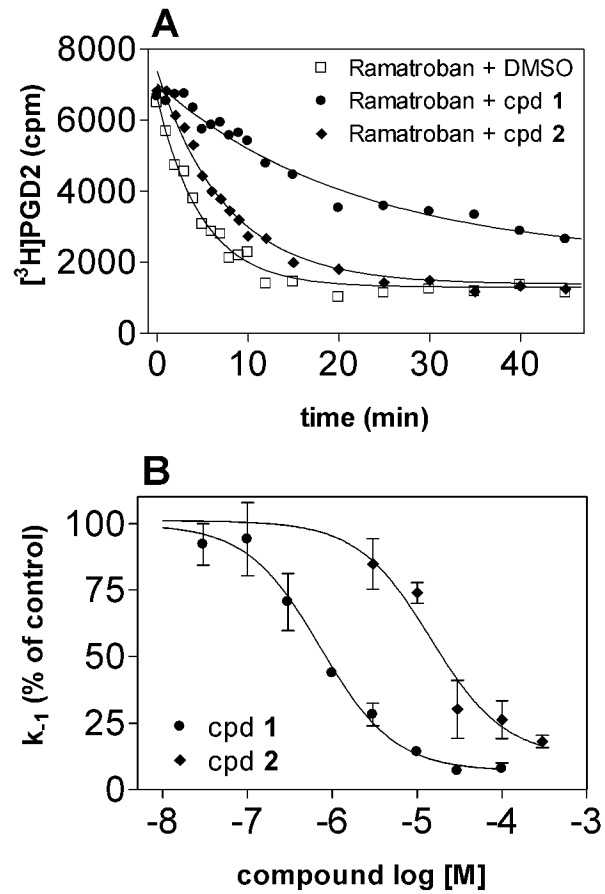 A
8000
6000
4000
2000
0
[³H]PGD2 (cpm)
Ramatroban + DMSO
Ramatroban + cpd 1
Ramatroban + cpd 2
0 10 20 30 40
time (min)
B
100
75
50
25
0
k₋₁ (% of control)
cpd 1
cpd 2
-8 -7 -6 -5 -4 -3
compound log [M]